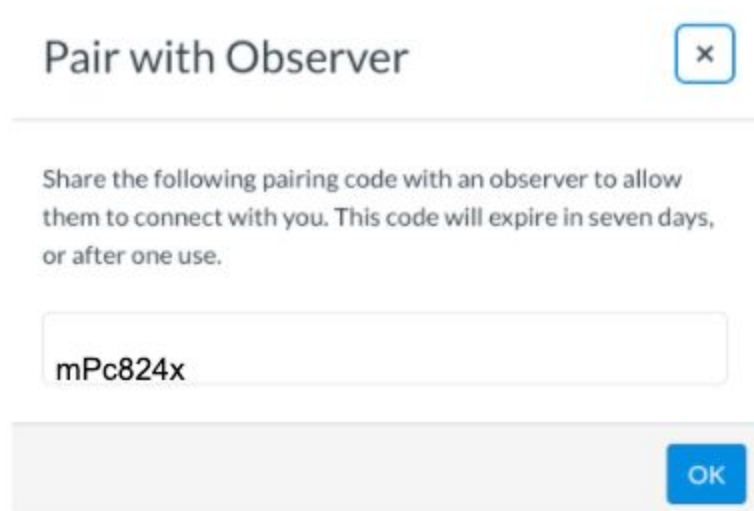 Pair with Observer
×
Share the following pairing code with an observer to allow
them to connect with you. This code will expire in seven days,
or after one use.
mPc824x
OK